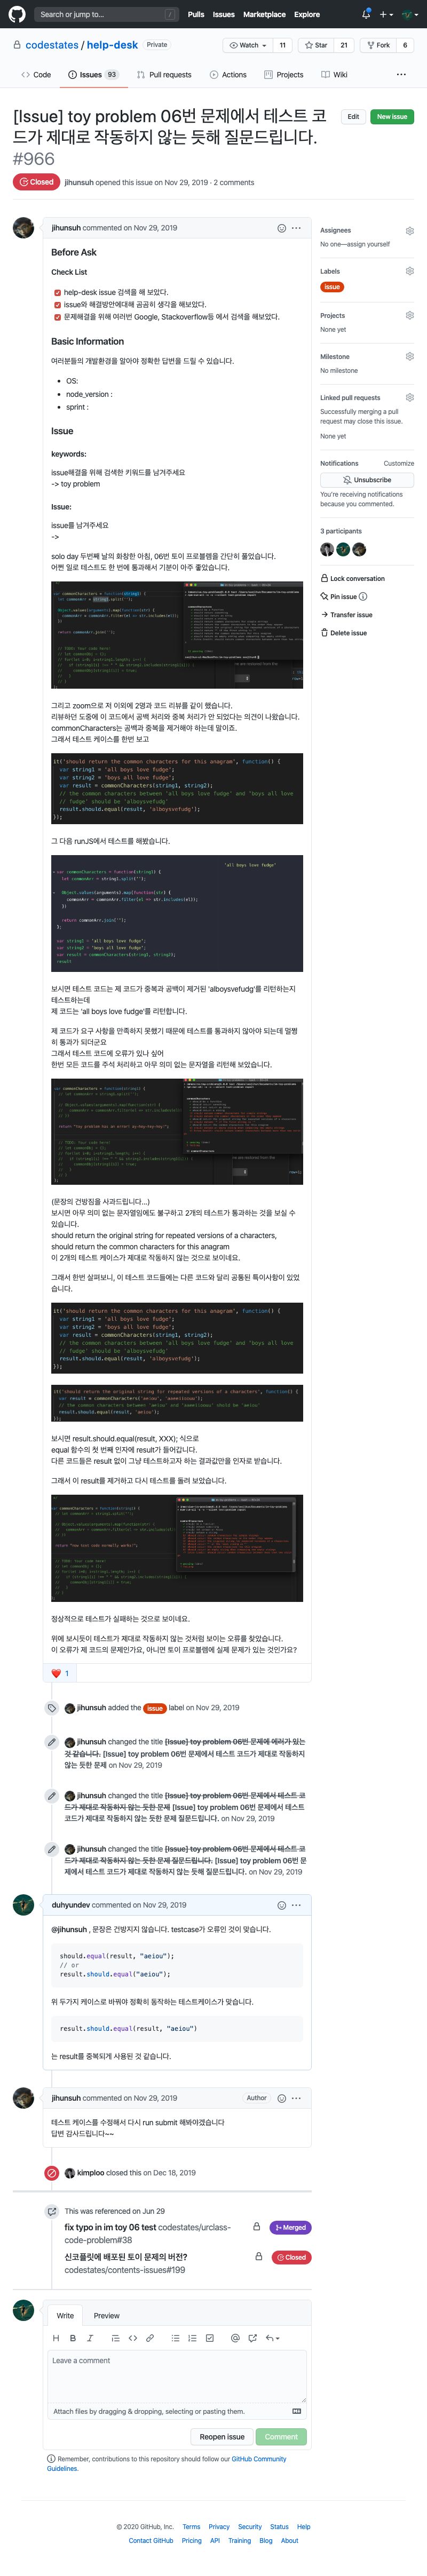 Search or jump to...
/
Pulls
Issues
Marketplace
Explore
codestates / help-desk
Private
Watch
11
Star
21
Fork
6
Code
Issues 93
Pull requests
Actions
Projects
Wiki
[Issue] toy problem 06번 문제에서 테스트 코
드가 제대로 작동하지 않는 듯해 질문드립니다.
#966
Edit
New issue
Closed
jihunsuh opened this issue on Nov 29, 2019 · 2 comments
jihunsuh commented on Nov 29, 2019
Before Ask
Check List
help-desk issue 검색을 해 보았다.
issue와 해결방안에대해 곰곰히 생각을 해보았다.
문제해결을 위해 여러번 Google, Stackoverflow등 에서 검색을 해보았다.
Basic Information
여러분들의 개발환경을 알아야 정확한 답변을 드릴 수 있습니다.
OS:
node_version :
sprint :
Issue
keywords:
issue해결을 위해 검색한 키워드를 남겨주세요
-> toy problem
Issue:
issue를 남겨주세요
->
solo day 두번째 날의 화창한 아침, 06번 토이 프로블렘을 간단히 풀었습니다.
어쩐 일로 테스트도 한 번에 통과해서 기분이 아주 좋았습니다.
그리고 zoom으로 저 이외에 2명과 코드 리뷰를 같이 했습니다.
리뷰하던 도중에 이 코드에서 공백 처리와 중복 처리가 안 되었다는 의견이 나왔습니다.
commonCharacters는 공백과 중복을 제거해야 하는데 말이죠.
그래서 테스트 케이스를 한번 보고
it('should return the common characters for this anagram', function() {
var string1 = 'all boys love fudge';
var string2 = 'boys all love fudge';
var result = commonCharacters(string1, string2);
// the common characters between 'all boys love fudge' and 'boys all love
// fudge' should be 'alboysvefudg'
result.should.equal(result, 'alboysvefudg');
});
그 다음 runJS에서 테스트를 해봤습니다.
'all boys love fudge'
var commonCharacters = function(string1) {
let commonArr = string1.split("");
Object.values(arguments).map(function(str) {
commonArr = commonArr.filter(el => str.includes(el));
});
return commonArr.join("");
};
var string1 = 'all boys love fudge';
var string2 = 'boys all love fudge';
var result = commonCharacters(string1, string2);
result
보시면 테스트 코드는 제 코드가 중복과 공백이 제거된 'alboysvefudg'를 리턴하는지
테스트하는데
제 코드는 'all boys love fudge'를 리턴합니다.
제 코드가 요구 사항을 만족하지 못했기 때문에 테스트를 통과하지 않아야 되는데 멀쩡
히 통과가 되더군요
그래서 테스트 코드에 오류가 있나 싶어
한번 모든 코드를 주석 처리하고 아무 의미 없는 문자열을 리턴해 보았습니다.
(문장의 건방짐을 사과드립니다...)
보시면 아무 의미 없는 문자열임에도 불구하고 2개의 테스트가 통과하는 것을 보실 수
있습니다.
should return the original string for repeated versions of a characters,
should return the common characters for this anagram
이 2개의 테스트 케이스가 제대로 작동하지 않는 것으로 보이네요.
그래서 한번 살펴보니, 이 테스트 코드들에는 다른 코드와 달리 공통된 특이사항이 있었
습니다.
it('should return the common characters for this anagram', function() {
var string1 = 'all boys love fudge';
var string2 = 'boys all love fudge';
var result = commonCharacters(string1, string2);
// the common characters between 'all boys love fudge' and 'boys all love
// fudge' should be 'alboysvefudg'
result.should.equal(result, 'alboysvefudg');
});
보시면 result.should.equal(result, XXX); 식으로
equal 함수의 첫 번째 인자에 result가 들어갑니다.
다른 코드들은 result 없이 그냥 테스트하고자 하는 결과값만을 인자로 받습니다.
그래서 이 result를 제거하고 다시 테스트를 돌려 보았습니다.
정상적으로 테스트가 실패하는 것으로 보이네요.
위에 보시듯이 테스트가 제대로 작동하지 않는 것처럼 보이는 오류를 찾았습니다.
이 오류가 제 코드의 문제인가요, 아니면 토이 프로블렘에 실제 문제가 있는 것인가요?
1
jihunsuh added the issue label on Nov 29, 2019
jihunsuh changed the title [Issue] toy problem 06번 문제에 에러가 있는
것 같습니다. [Issue] toy problem 06번 문제에서 테스트 코드가 제대로 작동하지
않는 듯한 문제 on Nov 29, 2019
jihunsuh changed the title [Issue] toy problem 06번 문제에서 테스트 코
드가 제대로 작동하지 않는 듯한 문제 [Issue] toy problem 06번 문제에서 테스트
코드가 제대로 작동하지 않는 듯한 문제 질문드립니다. on Nov 29, 2019
jihunsuh changed the title [Issue] toy problem 06번 문제에서 테스트 코
드가 제대로 작동하지 않는 듯한 문제 질문드립니다. [Issue] toy problem 06번 문
제에서 테스트 코드가 제대로 작동하지 않는 듯해 질문드립니다. on Nov 29, 2019
duhyundev commented on Nov 29, 2019
@jihunsuh , 문장은 건방지지 않습니다. testcase가 오류인 것이 맞습니다.
should.equal(result, "aeiou");
// or
result.should.equal("aeiou");
위 두가지 케이스로 바꿔야 정확히 동작하는 테스트케이스가 맞습니다.
result.should.equal(result, "aeiou")
는 result를 중복되게 사용된 것 같습니다.
jihunsuh commented on Nov 29, 2019
Author
테스트 케이스를 수정해서 다시 run submit 해봐야겠습니다
답변 감사드립니다~~
kimploo closed this on Dec 18, 2019
This was referenced on Jun 29
fix typo in im toy 06 test codestates/urclass-
code-problem#38
Merged
신코플릿에 배포된 토이 문제의 버전?
codestates/contents-issues#199
Closed
Write
Preview
Leave a comment
Attach files by dragging & dropping, selecting or pasting them.
Reopen issue
Comment
Remember, contributions to this repository should follow our GitHub Community
Guidelines.
Assignees
No one—assign yourself
Labels
issue
Projects
None yet
Milestone
No milestone
Linked pull requests
Successfully merging a pull
request may close this issue.
None yet
Notifications
Customize
Unsubscribe
You're receiving notifications
because you commented.
3 participants
Lock conversation
Pin issue
Transfer issue
Delete issue
© 2020 GitHub, Inc.
Terms
Privacy
Security
Status
Help
Contact GitHub
Pricing
API
Training
Blog
About